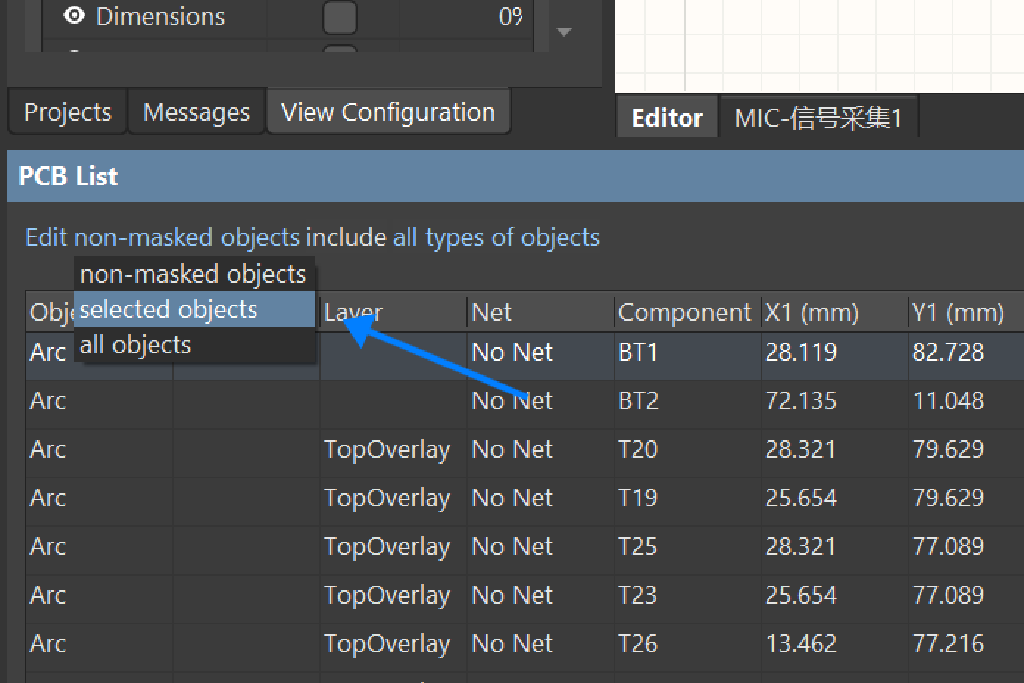 Dimensions 0%
Projects Messages View Configuration
Editor MIC-信号采集1
PCB List
Edit non-masked objects include all types of objects
non-masked objects
selected objects
all objects
Layer Net Component X1 (mm) Y1 (mm)
Arc No Net BT1 28.119 82.728
Arc No Net BT2 72.135 11.048
Arc TopOverlay No Net T20 28.321 79.629
Arc TopOverlay No Net T19 25.654 79.629
Arc TopOverlay No Net T25 28.321 77.089
Arc TopOverlay No Net T23 25.654 77.089
Arc TopOverlay No Net T26 13.462 77.216